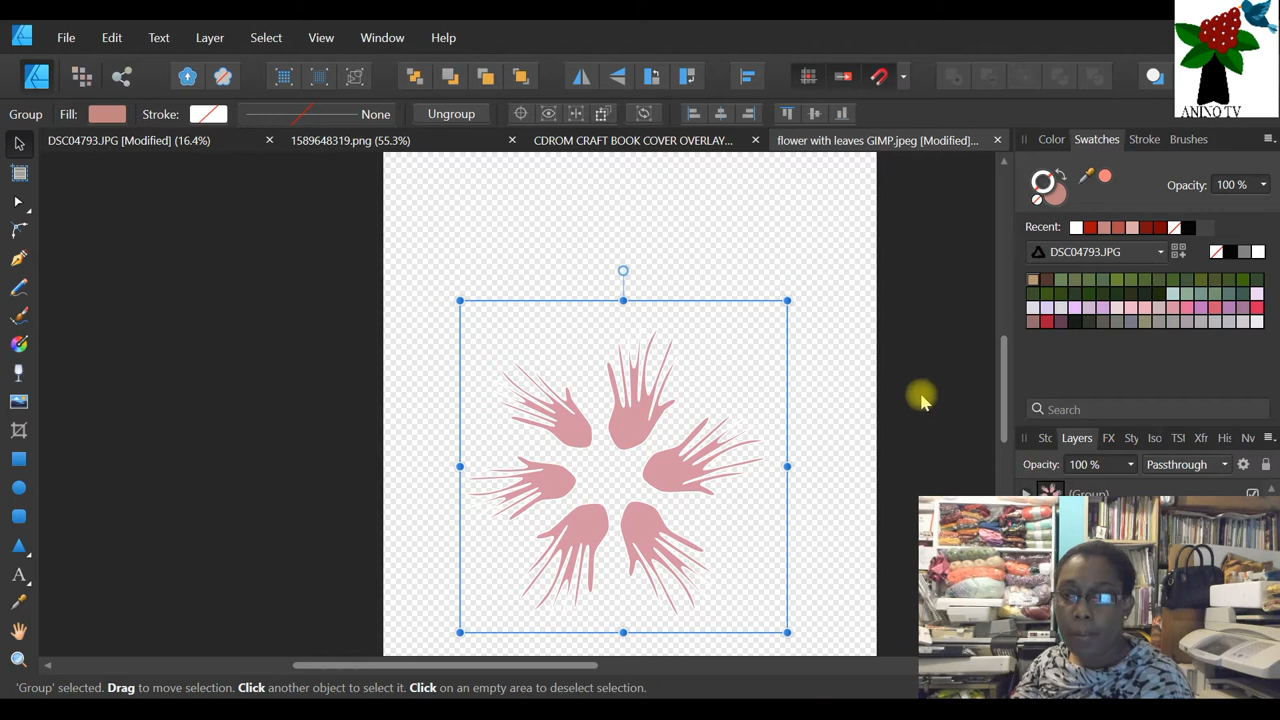 File Edit Text Layer Select View Window Help
ANINO TV
Group Fill: Stroke: None Ungroup
DSC04793.JPG [Modified] (16.4%) 1589648319.png (55.3%) CDROM CRAFT BOOK COVER OVERLAY... flower with leaves GIMP.jpeg [Modified]...
Color Swatches Stroke Brushes
Opacity: 100 %
Recent:
DSC04793.JPG
Search
Stc Layers FX Sty Iso TSI Xfr His Nv
Opacity: 100 % Passthrough
(Group)
'Group' selected. Drag to move selection. Click another object to select it. Click on an empty area to deselect selection.